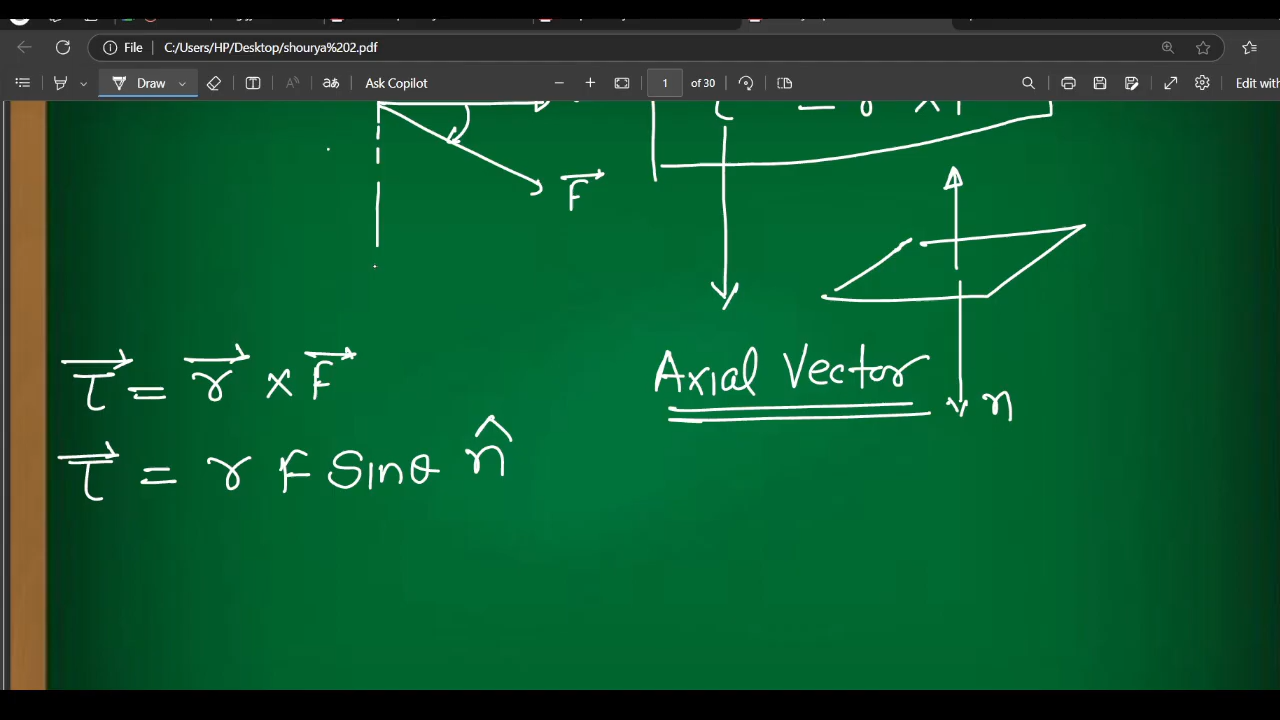 File | C:/Users/HP/Desktop/shourya%202.pdf
Draw Ask Copilot 1 of 30 Edit with
F
τ = r × F
τ = r F Sinθ n̂
Axial Vector
n